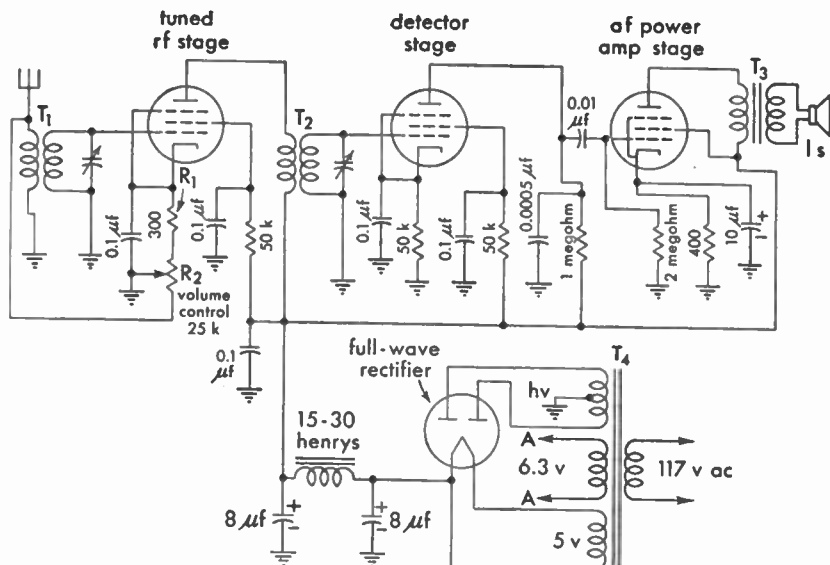 tuned
rf stage
detector
stage
af power
amp stage
T1
T2
T3
0.01
μf
ls
R1
300
0.1 μf
0.1 μf
50 k
R2
volume
control
25 k
0.1 μf
50 k
0.1 μf
50 k
0.0005 μf
1 megohm
2 megohm
400
10 μf
+
-
0.1
μf
full-wave
rectifier
T4
hv
15-30
henrys
A
6.3 v
A
117 v ac
8 μf
+
-
+
-
8 μf
5 v